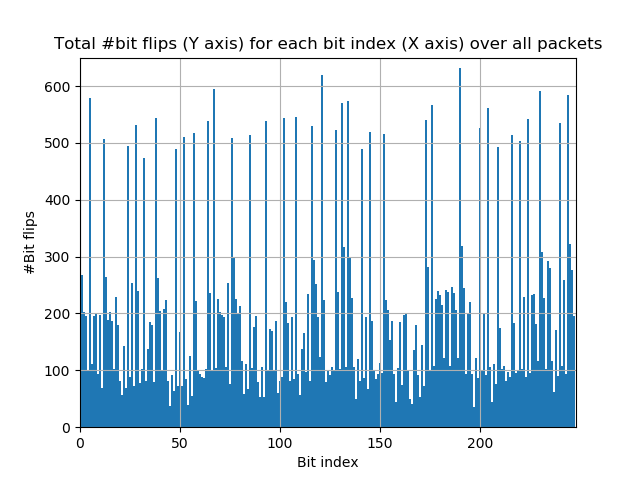 Total #bit flips (Y axis) for each bit index (X axis) over all packets
600
500
400
300
200
100
0
#Bit flips
0 50 100 150 200
Bit index